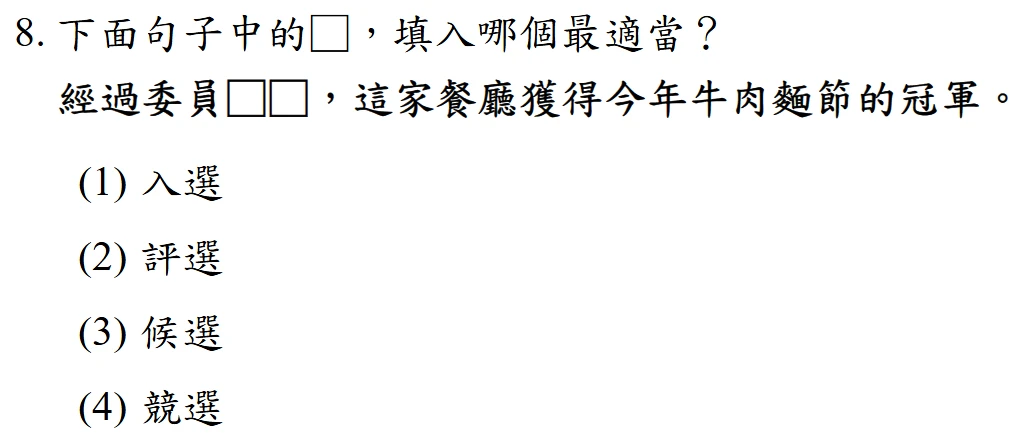 8. 下面句子中的□，填入哪個最適當？
經過委員□□，這家餐廳獲得今年牛肉麵節的冠軍。
(1) 入選
(2) 評選
(3) 候選
(4) 競選